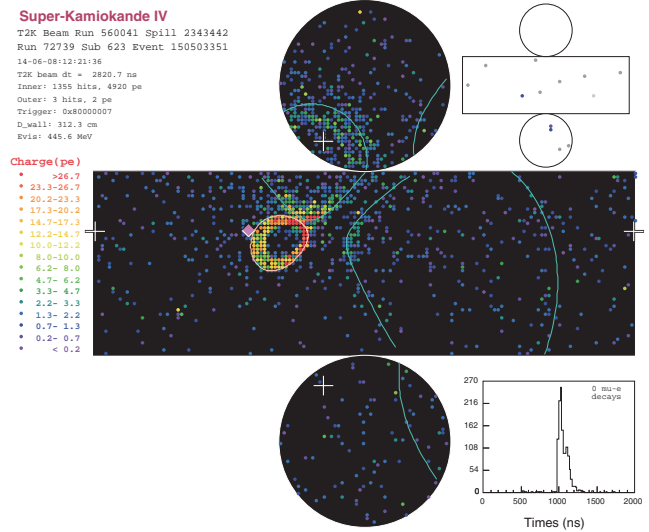 Super-Kamiokande IV
T2K Beam Run 560041 Spill 2343442
Run 72739 Sub 623 Event 150503351
14-06-08:12:21:36
T2K beam dt = 2820.7 ns
Inner: 1355 hits, 4920 pe
Outer: 3 hits, 2 pe
Trigger: 0x80000007
D_wall: 312.3 cm
Evis: 445.6 MeV
Charge(pe)
>26.7
23.3-26.7
20.2-23.3
17.3-20.2
14.7-17.3
12.2-14.7
10.0-12.2
8.0-10.0
6.2- 8.0
4.7- 6.2
3.3- 4.7
2.2- 3.3
1.3- 2.2
0.7- 1.3
0.2- 0.7
< 0.2
270
216
162
108
54
0
0 mu-e
decays
0 500 1000 1500 2000
Times (ns)